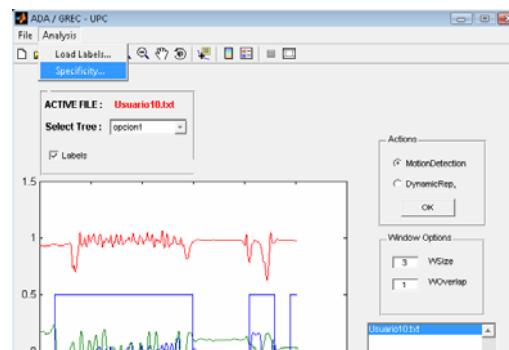 ADA / GREC - UPC
File Analysis
Load Labels...
Specificity...
ACTIVE FILE : Usuario10.txt
Select Tree : opcion1
Labels
Actions
MotionDetection
DynamicRep.
OK
Window Options
3 WSize
1 WOverlap
Usuario10.txt
1.5
1
0.5
0